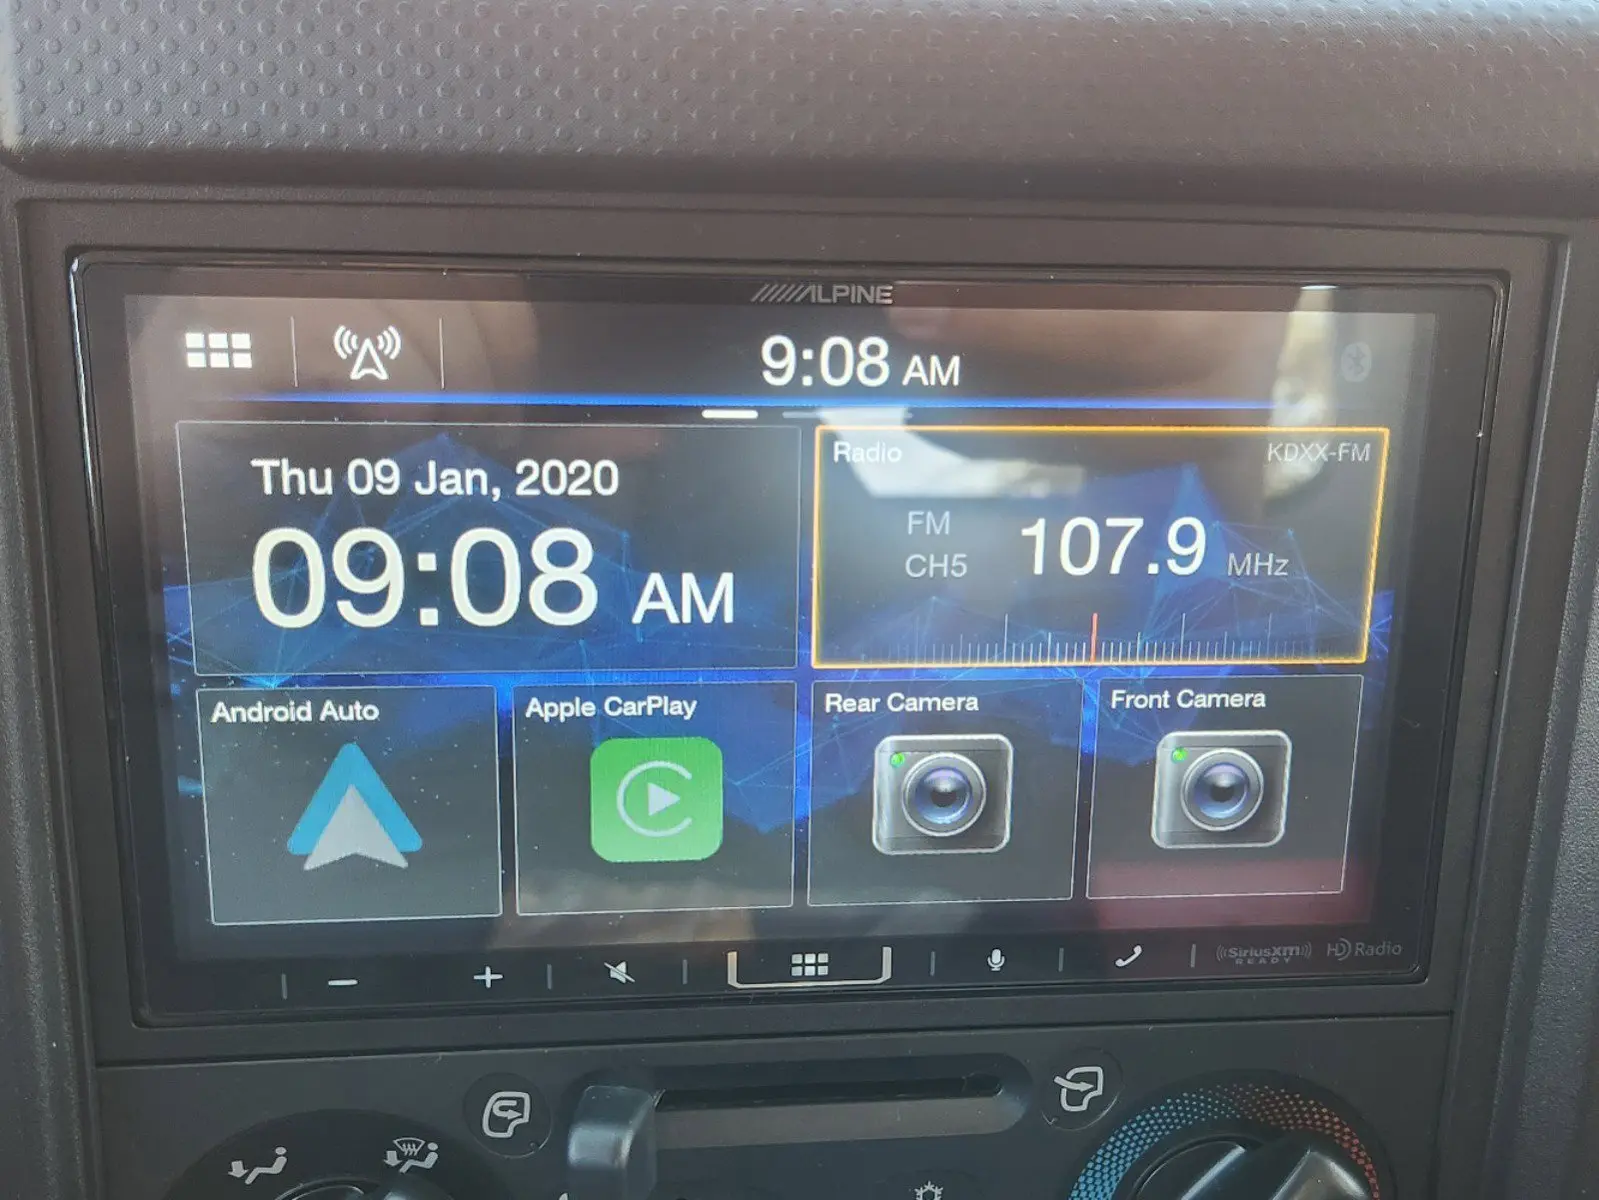 ALPINE
9:08 AM
Thu 09 Jan, 2020
09:08 AM
Radio
KDXX-FM
FM
CH5
107.9 MHz
Android Auto
Apple CarPlay
Rear Camera
Front Camera
SiriusXM
READY
HD Radio